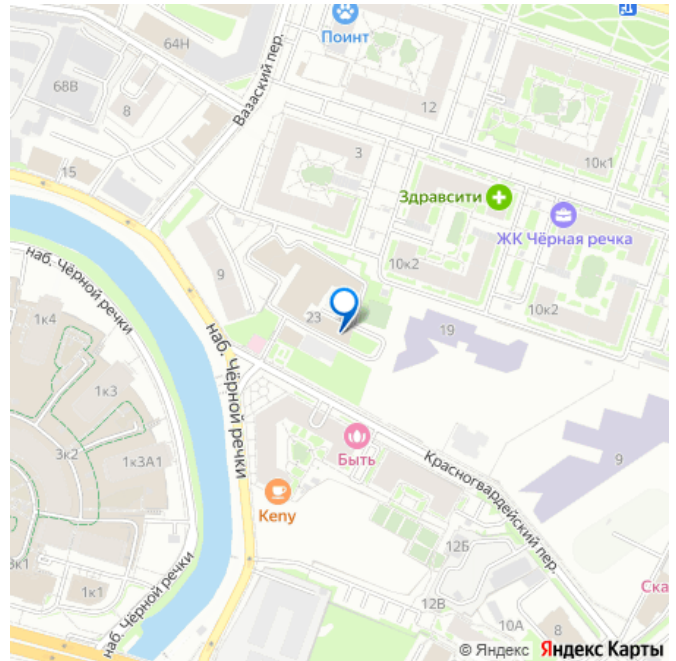 64Н
Поинт
68В
8
Вазаский пер.
12
3
10к1
15
Здравсити
ЖК Чёрная речка
наб. Чёрной речки
9
10к2
10к2
1к4
23
19
наб. Чёрной речки
1к3
3к2
1к3А1
Быть
Красногвардейский пер.
9
Keny
12Б
1к1
наб. Чёрной речки
12В
10А
8
Ска
© Яндекс Яндекс Карты